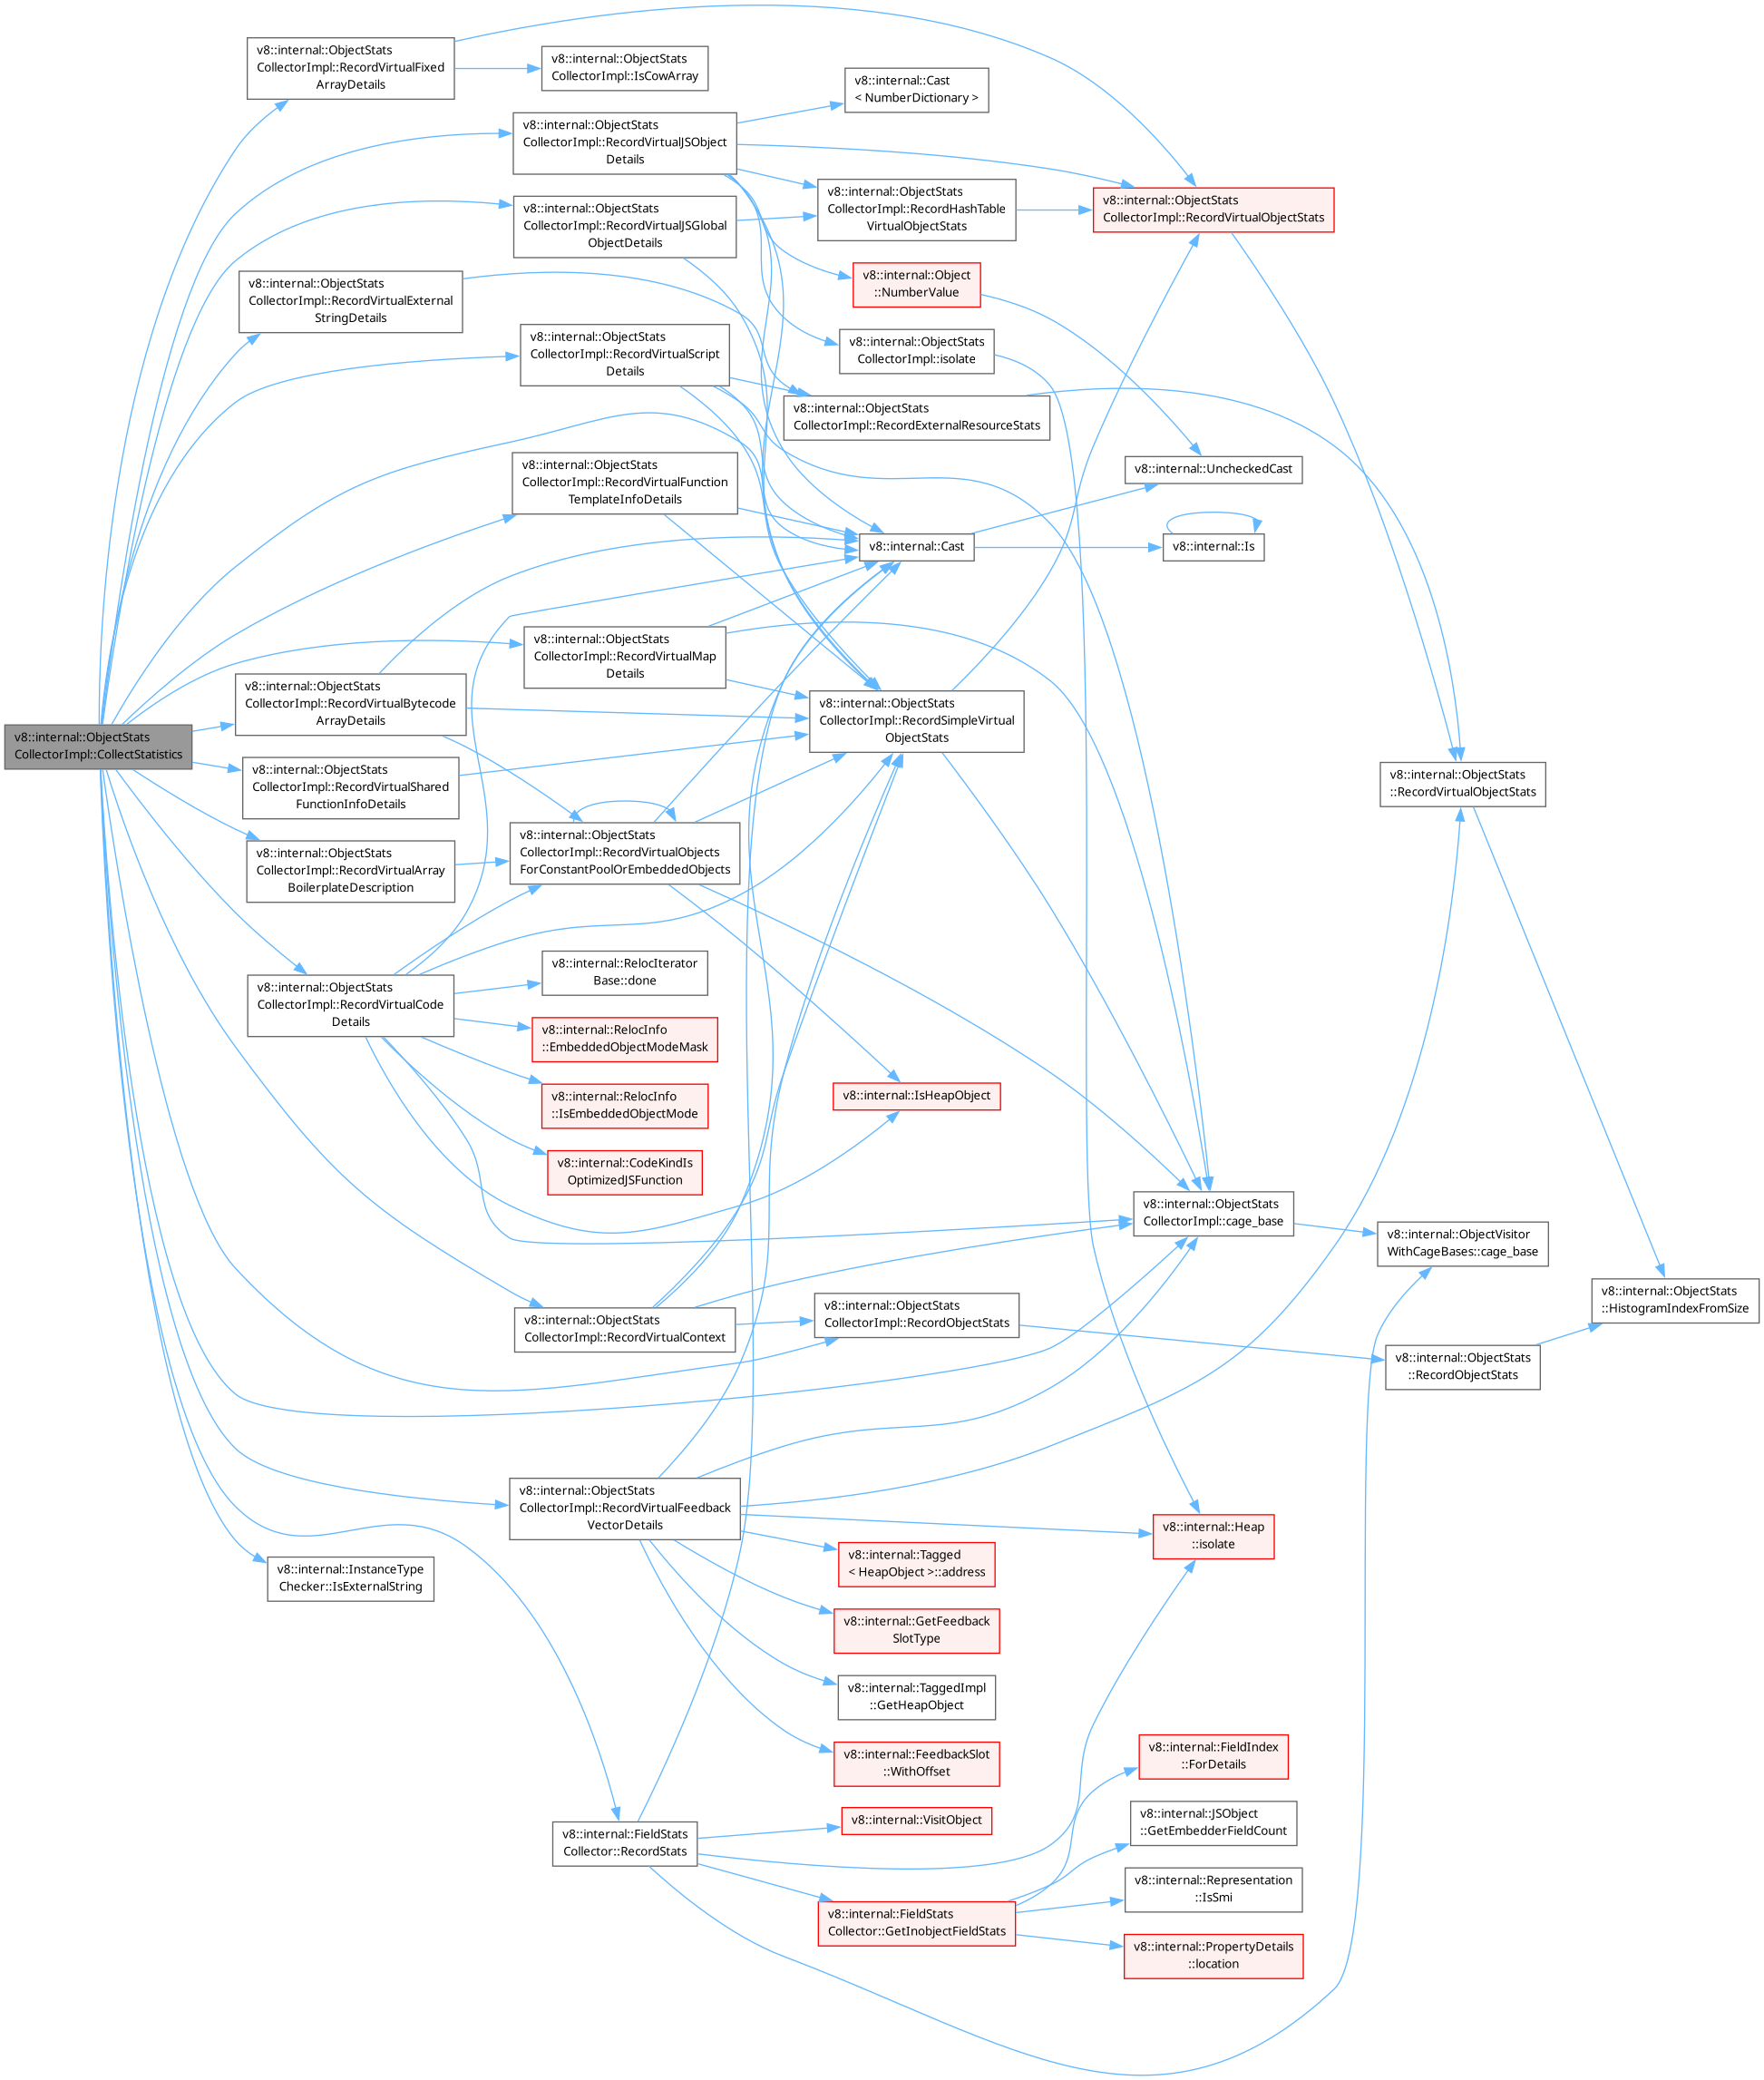 v8::internal::ObjectStats
CollectorImpl::CollectStatistics
v8::internal::ObjectStats
CollectorImpl::RecordVirtualFixed
ArrayDetails
v8::internal::ObjectStats
CollectorImpl::RecordVirtualExternal
StringDetails
v8::internal::ObjectStats
CollectorImpl::RecordVirtualBytecode
ArrayDetails
v8::internal::ObjectStats
CollectorImpl::RecordVirtualShared
FunctionInfoDetails
v8::internal::ObjectStats
CollectorImpl::RecordVirtualArray
BoilerplateDescription
v8::internal::ObjectStats
CollectorImpl::RecordVirtualCode
Details
v8::internal::InstanceType
Checker::IsExternalString
v8::internal::ObjectStats
CollectorImpl::IsCowArray
v8::internal::ObjectStats
CollectorImpl::RecordVirtualJSObject
Details
v8::internal::ObjectStats
CollectorImpl::RecordVirtualJSGlobal
ObjectDetails
v8::internal::ObjectStats
CollectorImpl::RecordVirtualScript
Details
v8::internal::ObjectStats
CollectorImpl::RecordVirtualFunction
TemplateInfoDetails
v8::internal::ObjectStats
CollectorImpl::RecordVirtualMap
Details
v8::internal::ObjectStats
CollectorImpl::RecordVirtualObjects
ForConstantPoolOrEmbeddedObjects
v8::internal::RelocIterator
Base::done
v8::internal::RelocInfo
::EmbeddedObjectModeMask
v8::internal::RelocInfo
::IsEmbeddedObjectMode
v8::internal::CodeKindIs
OptimizedJSFunction
v8::internal::ObjectStats
CollectorImpl::RecordVirtualContext
v8::internal::ObjectStats
CollectorImpl::RecordVirtualFeedback
VectorDetails
v8::internal::FieldStats
Collector::RecordStats
v8::internal::Cast
< NumberDictionary >
v8::internal::ObjectStats
CollectorImpl::RecordHashTable
VirtualObjectStats
v8::internal::Object
::NumberValue
v8::internal::ObjectStats
CollectorImpl::isolate
v8::internal::ObjectStats
CollectorImpl::RecordExternalResourceStats
v8::internal::Cast
v8::internal::ObjectStats
CollectorImpl::RecordSimpleVirtual
ObjectStats
v8::internal::IsHeapObject
v8::internal::ObjectStats
CollectorImpl::RecordObjectStats
v8::internal::Tagged
< HeapObject >::address
v8::internal::GetFeedback
SlotType
v8::internal::TaggedImpl
::GetHeapObject
v8::internal::FeedbackSlot
::WithOffset
v8::internal::VisitObject
v8::internal::FieldStats
Collector::GetInobjectFieldStats
v8::internal::ObjectStats
CollectorImpl::RecordVirtualObjectStats
v8::internal::UncheckedCast
v8::internal::Is
v8::internal::ObjectStats
CollectorImpl::cage_base
v8::internal::Heap
::isolate
v8::internal::FieldIndex
::ForDetails
v8::internal::JSObject
::GetEmbedderFieldCount
v8::internal::Representation
::IsSmi
v8::internal::PropertyDetails
::location
v8::internal::ObjectStats
::RecordVirtualObjectStats
v8::internal::ObjectVisitor
WithCageBases::cage_base
v8::internal::ObjectStats
::RecordObjectStats
v8::internal::ObjectStats
::HistogramIndexFromSize